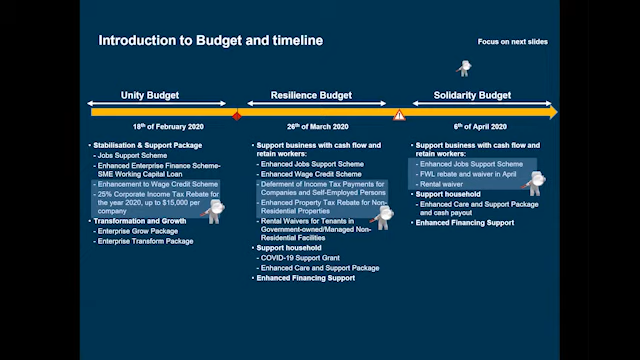 Introduction to Budget and timeline
Focus on next slides
Unity Budget
Resilience Budget
Solidarity Budget
18th of February 2020
26th of March 2020
6th of April 2020
• Stabilisation & Support Package
- Jobs Support Scheme
- Enhanced Enterprise Finance Scheme-
SME Working Capital Loan
- Enhancement to Wage Credit Scheme
- 25% Corporate Income Tax Rebate for
the year 2020, up to $15,000 per
company
• Transformation and Growth
- Enterprise Grow Package
- Enterprise Transform Package
• Support business with cash flow and
retain workers:
- Enhanced Jobs Support Scheme
- Enhanced Wage Credit Scheme
- Deferment of Income Tax Payments for
Companies and Self-Employed Persons
- Enhanced Property Tax Rebate for Non-
Residential Properties
- Rental Waivers for Tenants in
Government-owned/Managed Non-
Residential Facilities
• Support household
- COVID-19 Support Grant
- Enhanced Care and Support Package
• Enhanced Financing Support
• Support business with cash flow and
retain workers:
- Enhanced Jobs Support Scheme
- FWL rebate and waiver in April
- Rental waiver
• Support household
- Enhanced Care and Support Package
and cash payout
• Enhanced Financing Support